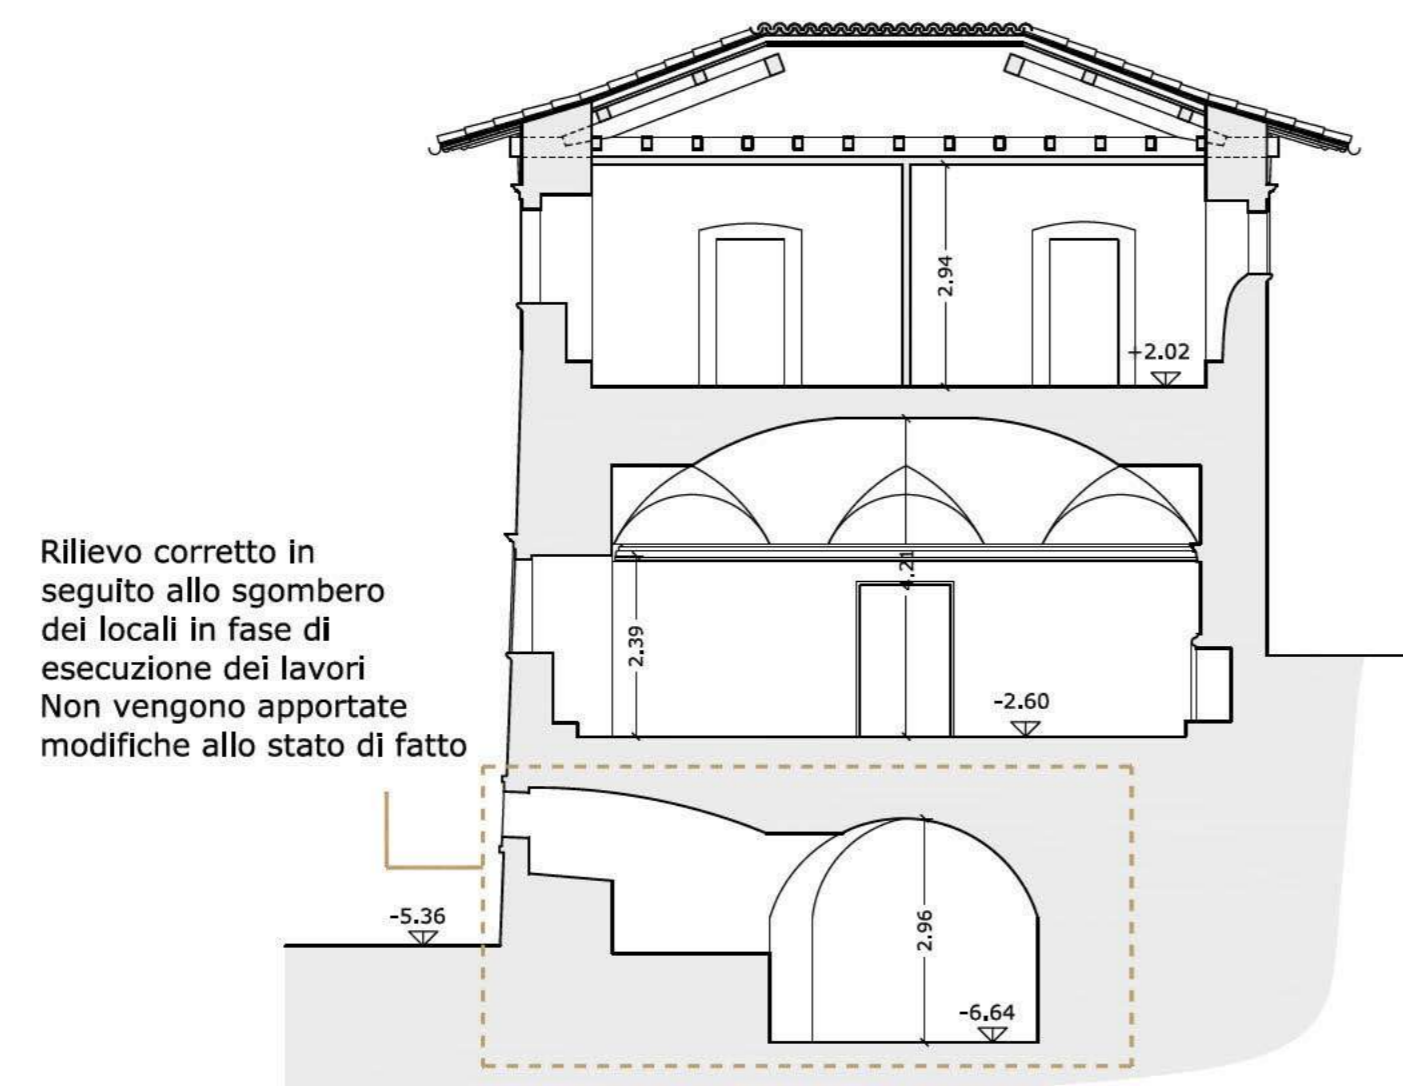 2.94
+2.02
4.21
2.39
-2.60
Rilievo corretto in
seguito allo sgombero
dei locali in fase di
esecuzione dei lavori
Non vengono apportate
modifiche allo stato di fatto
-5.36
2.96
-6.64